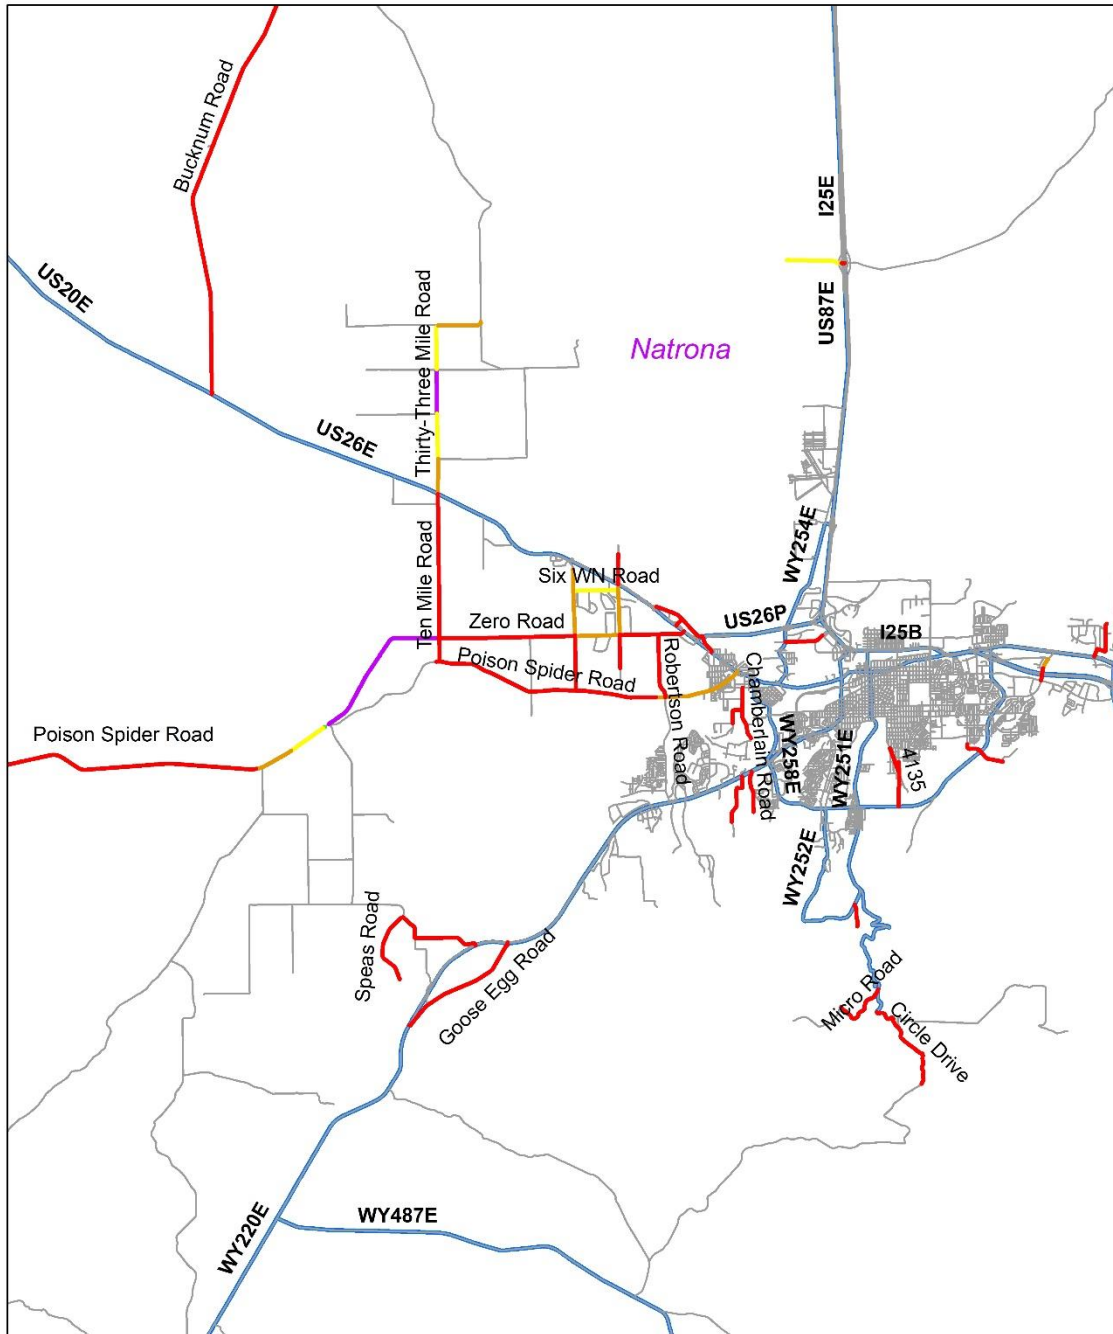 Bucknum Road
I25E
US20E
US87E
Thirty-Three Mile Road
Natrona
US26E
WY254E
Ten Mile Road
Six WN Road
Zero Road
US26P
I25B
Poison Spider Road
Robertson Road
Chamberlain Road
Poison Spider Road
WY258E
WY251E
A135
WY252E
Speas Road
Goose Egg Road
Micro Road
Circle Drive
WY220E
WY487E